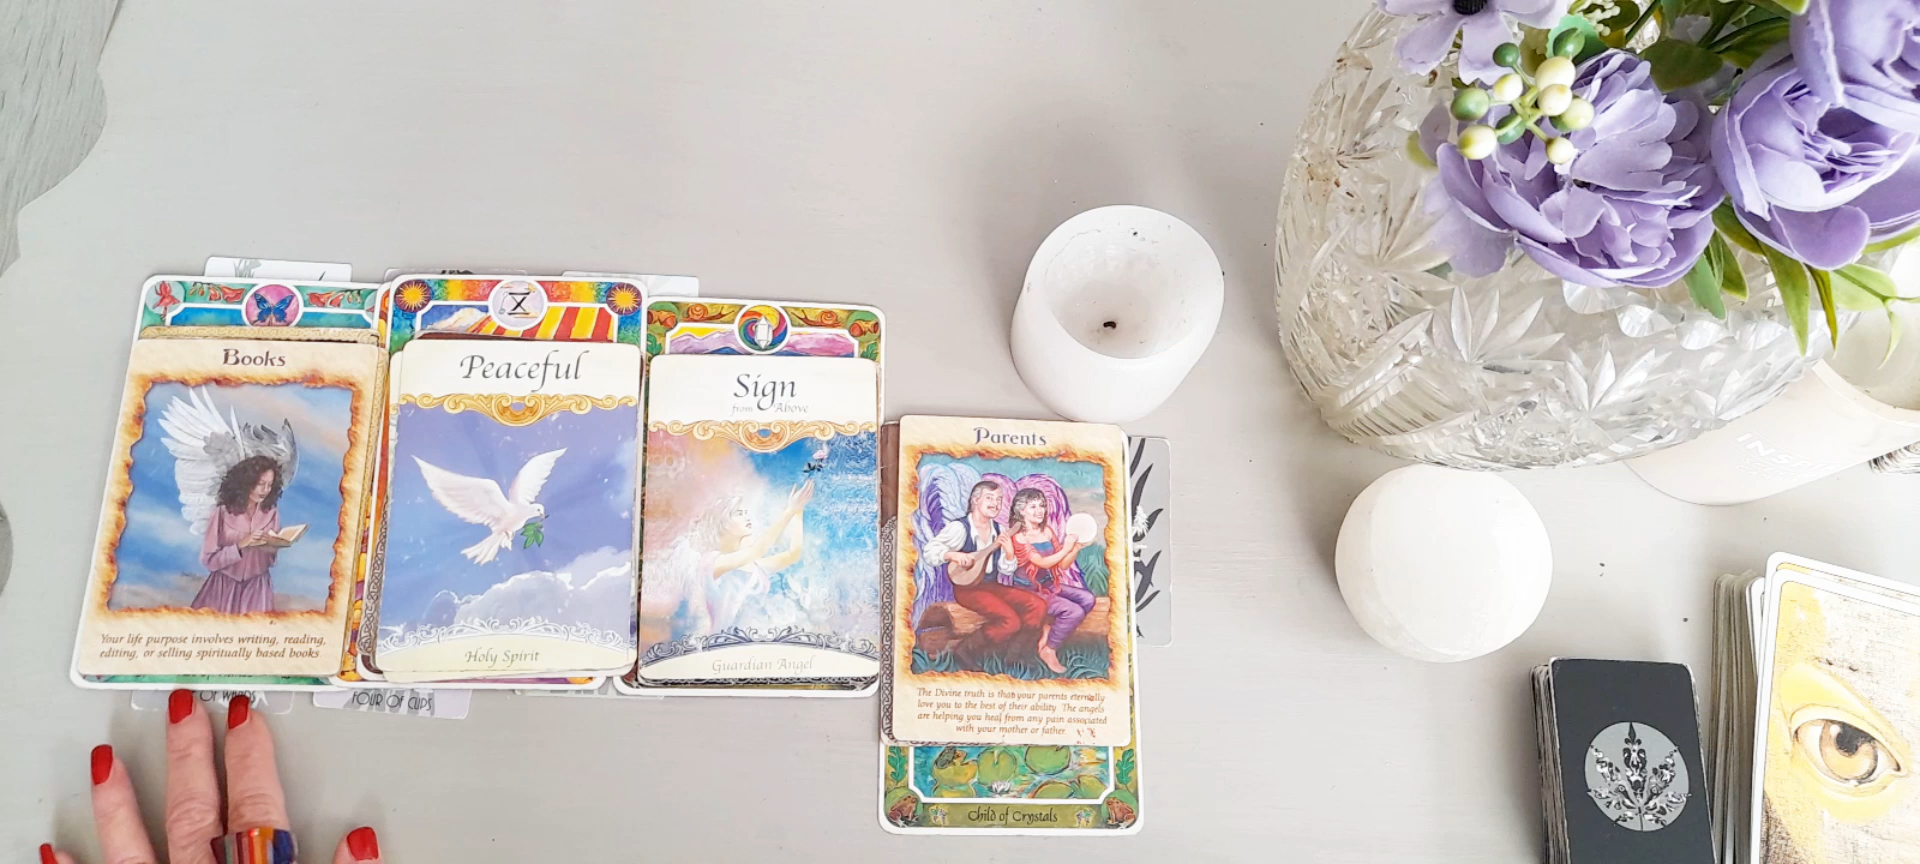 Books
Your life purpose involves writing, reading,
editing, or selling spiritually based books
OF WANDS
X
Peaceful
Holy Spirit
FOUR OF CUPS
Sign
from Above
Guardian Angel
Parents
The Divine truth is that your parents eternally
love you to the best of their ability. The angels
are helping you heal from any pain associated
with your mother or father.
Child of Crystals